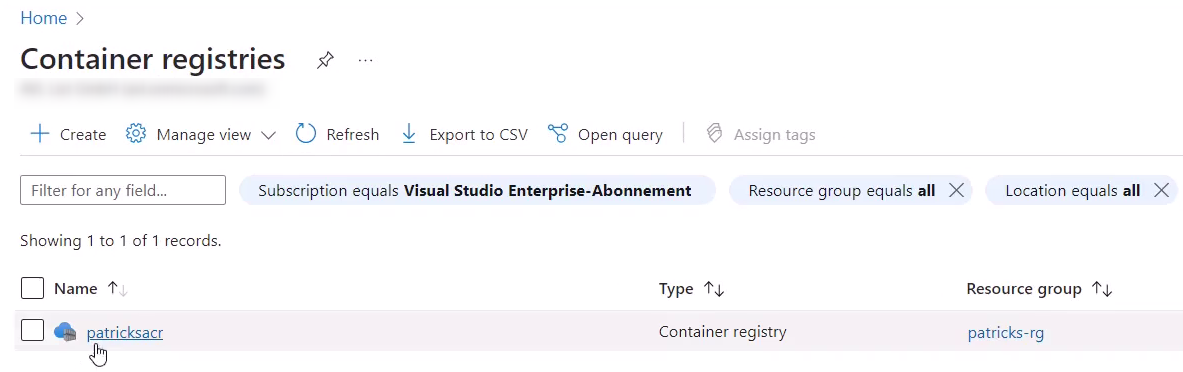 Home
Container registries
Create Manage view Refresh Export to CSV Open query Assign tags
Filter for any field... Subscription equals Visual Studio Enterprise-Abonnement Resource group equals all Location equals all
Showing 1 to 1 of 1 records.
Name Type Resource group
patricksacr Container registry patricks-rg